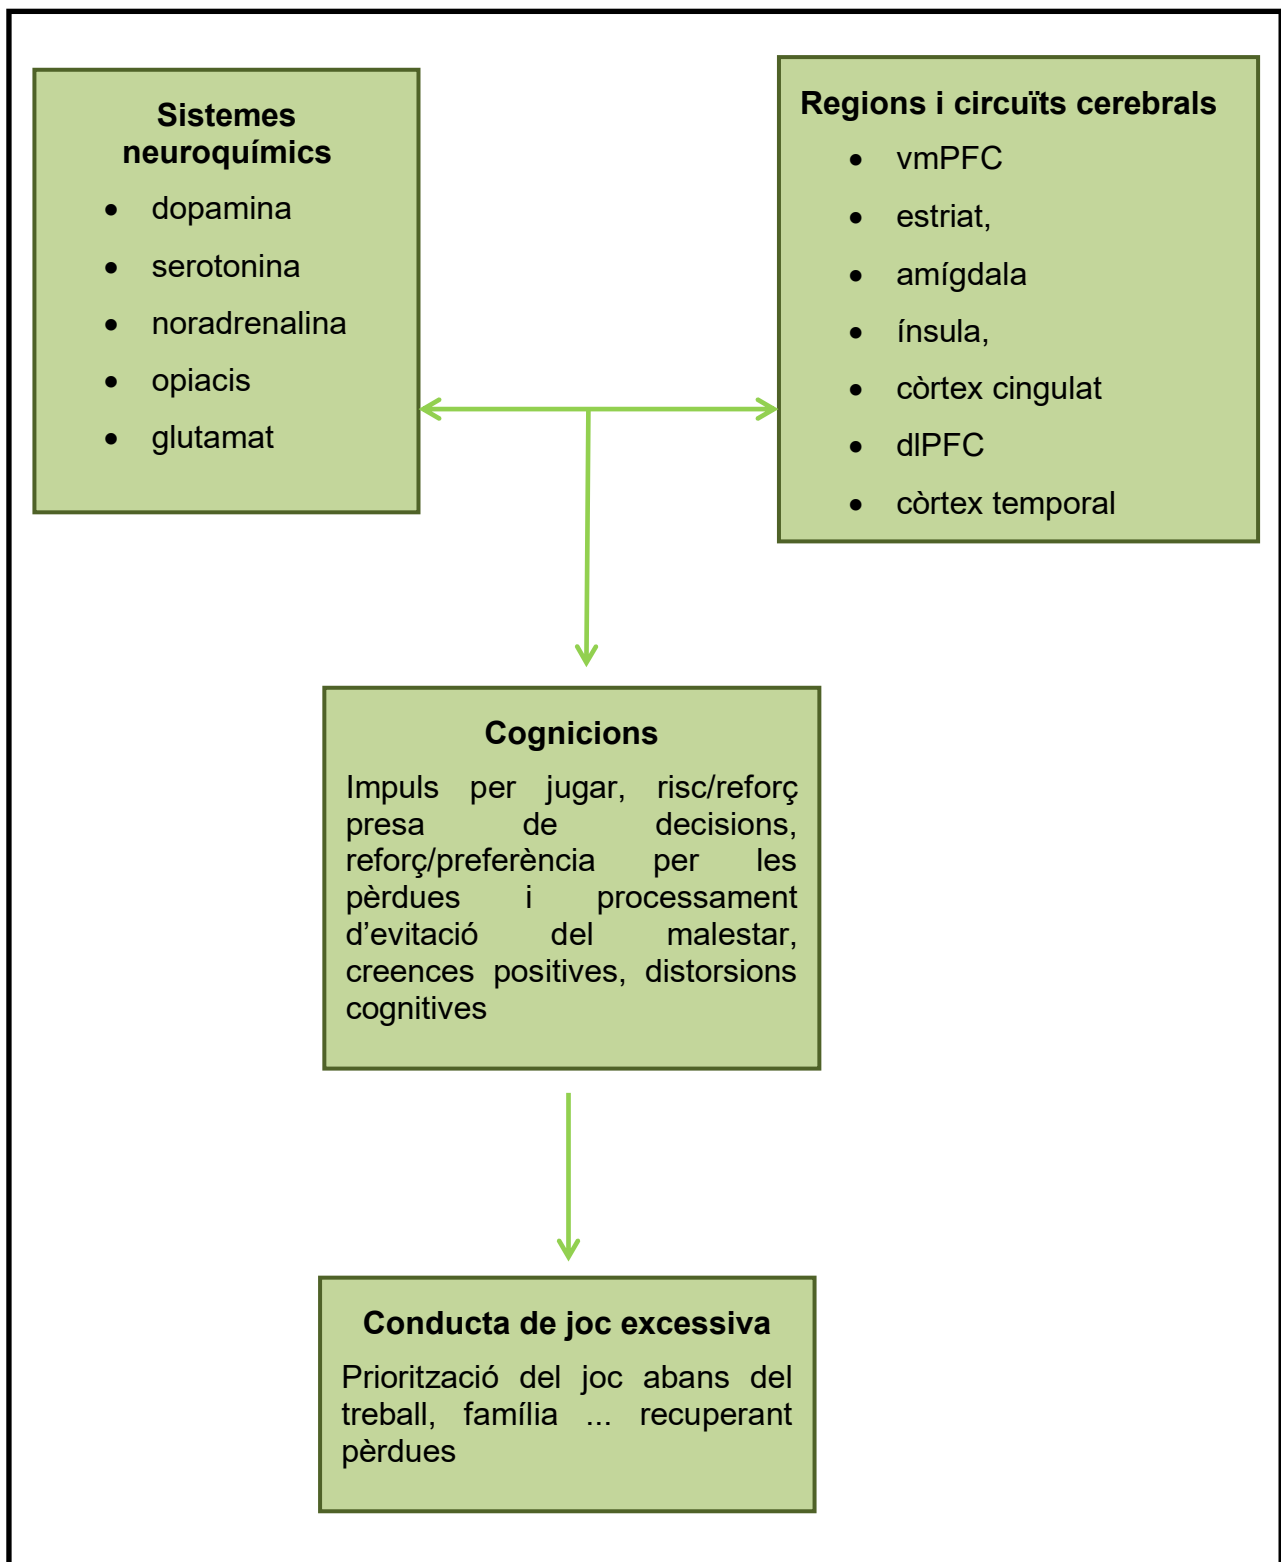 Sistemes
neuroquímics
• dopamina
• serotonina
• noradrenalina
• opiacis
• glutamat
Regions i circuïts cerebrals
• vmPFC
• estriat,
• amígdala
• ínsula,
• còrtex cingulat
• dlPFC
• còrtex temporal
Cognicions
Impuls per jugar, risc/reforç
presa de decisions,
reforç/preferència per les
pèrdues i processament
d’evitació del malestar,
creences positives, distorsions
cognitives
Conducta de joc excessiva
Priorització del joc abans del
treball, família ... recuperant
pèrdues